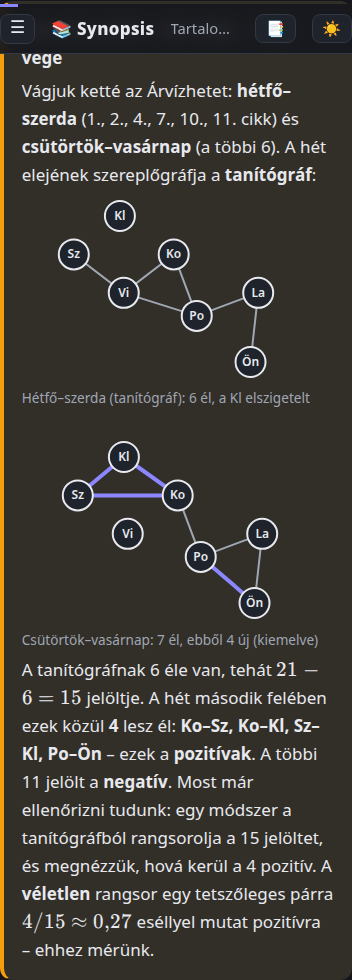 ☰ 📚 Synopsis Tartalo... 📑 ☀️
vége
Vágjuk ketté az Árvízhetet: hétfő–
szerda (1., 2., 4., 7., 10., 11. cikk) és
csütörtök–vasárnap (a többi 6). A hét
elejének szereplőgráfja a tanítógráf:
Kl
Sz
Ko
Vi
La
Po
Ön
Hétfő–szerda (tanítógráf): 6 él, a Kl elszigetelt
Kl
Sz
Ko
Vi
La
Po
Ön
Csütörtök–vasárnap: 7 él, ebből 4 új (kiemelve)
A tanítógráfnak 6 éle van, tehát 21 −
6 = 15 jelöltje. A hét második felében
ezek közül 4 lesz él: Ko–Sz, Ko–Kl, Sz–
Kl, Po–Ön – ezek a pozitívak. A többi
11 jelölt a negatív. Most már
ellenőrizni tudunk: egy módszer a
tanítógráfból rangsorolja a 15 jelöltet,
és megnézzük, hová kerül a 4 pozitív. A
véletlen rangsor egy tetszőleges párra
4/15 ≈ 0,27 eséllyel mutat pozitívra
– ehhez mérünk.